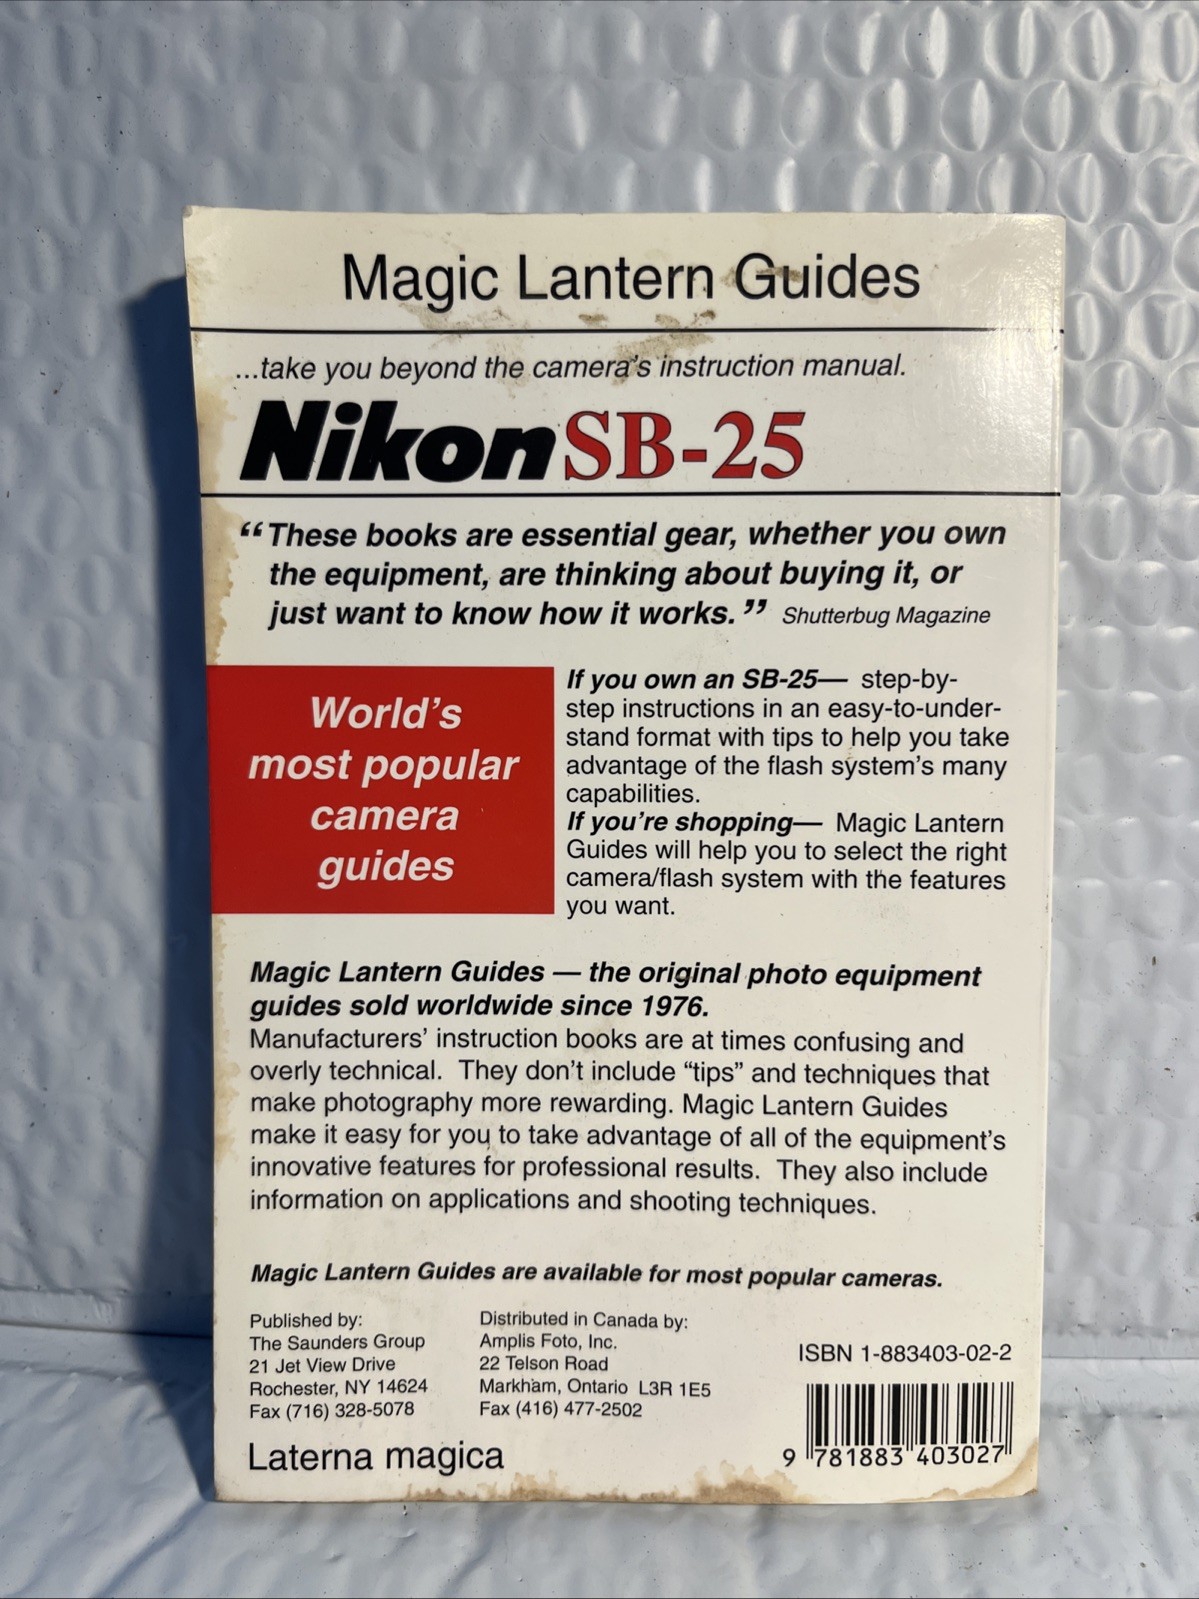 Magic Lantern Guides
...take you beyond the camera's instruction manual.
Nikon SB-25
“These books are essential gear, whether you own
the equipment, are thinking about buying it, or
just want to know how it works.” Shutterbug Magazine
World's
most popular
camera
guides
If you own an SB-25— step-by-
step instructions in an easy-to-under-
stand format with tips to help you take
advantage of the flash system's many
capabilities.
If you're shopping— Magic Lantern
Guides will help you to select the right
camera/flash system with the features
you want.
Magic Lantern Guides — the original photo equipment
guides sold worldwide since 1976.
Manufacturers' instruction books are at times confusing and
overly technical. They don't include “tips” and techniques that
make photography more rewarding. Magic Lantern Guides
make it easy for you to take advantage of all of the equipment's
innovative features for professional results. They also include
information on applications and shooting techniques.
Magic Lantern Guides are available for most popular cameras.
Published by:
The Saunders Group
21 Jet View Drive
Rochester, NY 14624
Fax (716) 328-5078
Distributed in Canada by:
Amplis Foto, Inc.
22 Telson Road
Markham, Ontario L3R 1E5
Fax (416) 477-2502
Laterna magica
ISBN 1-883403-02-2
9 781883 403027